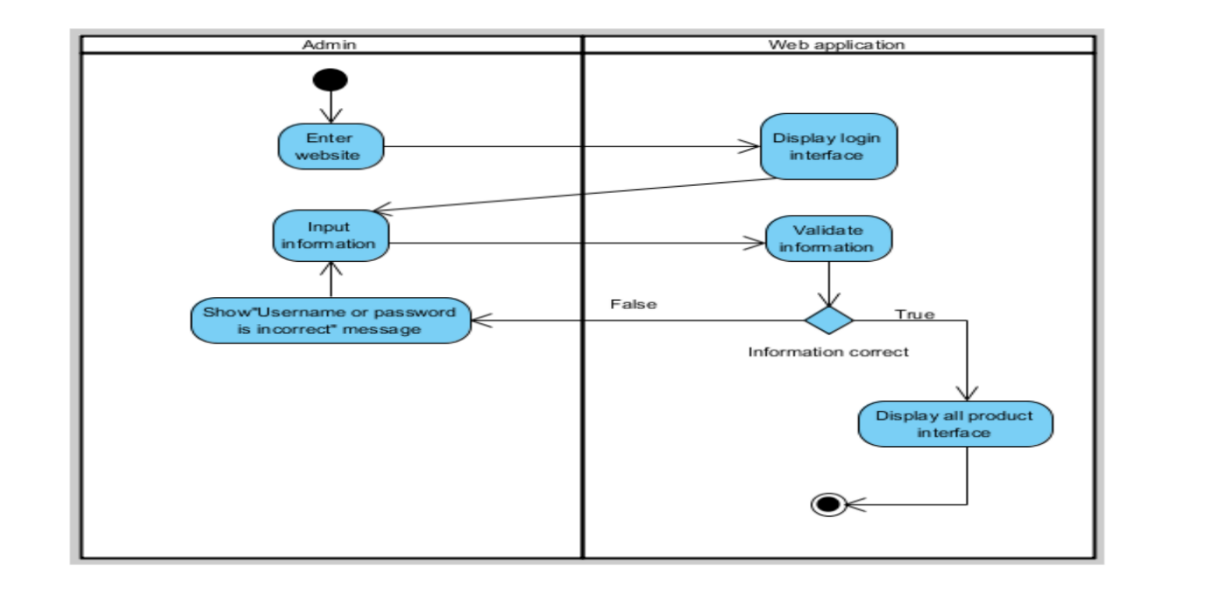 Admin
Web application
Enter
website
Display login
interface
Input
information
Validate
information
Show"Username or password
is incorrect" message
False
True
Information correct
Display all product
interface